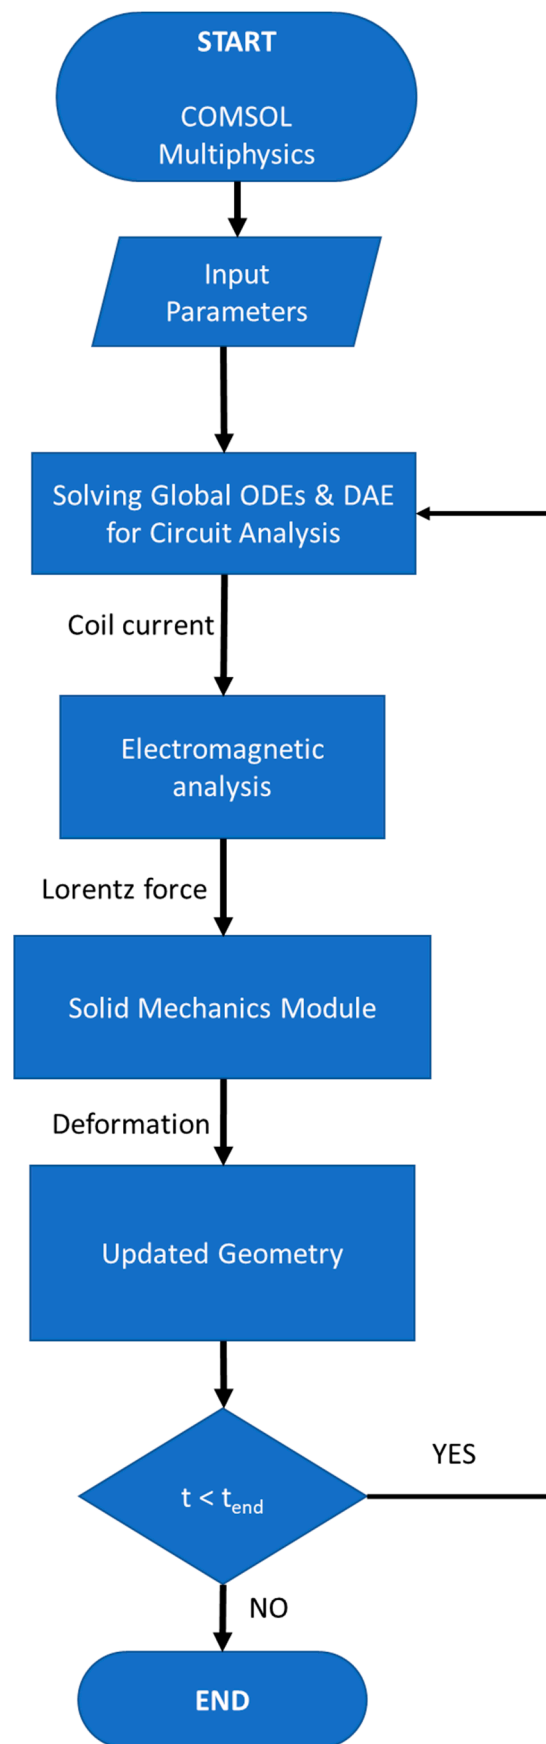 START
COMSOL
Multiphysics
Input
Parameters
Solving Global ODEs & DAE
for Circuit Analysis
Coil current
Electromagnetic
analysis
Lorentz force
Solid Mechanics Module
Deformation
Updated Geometry
YES
t < tend
NO
END